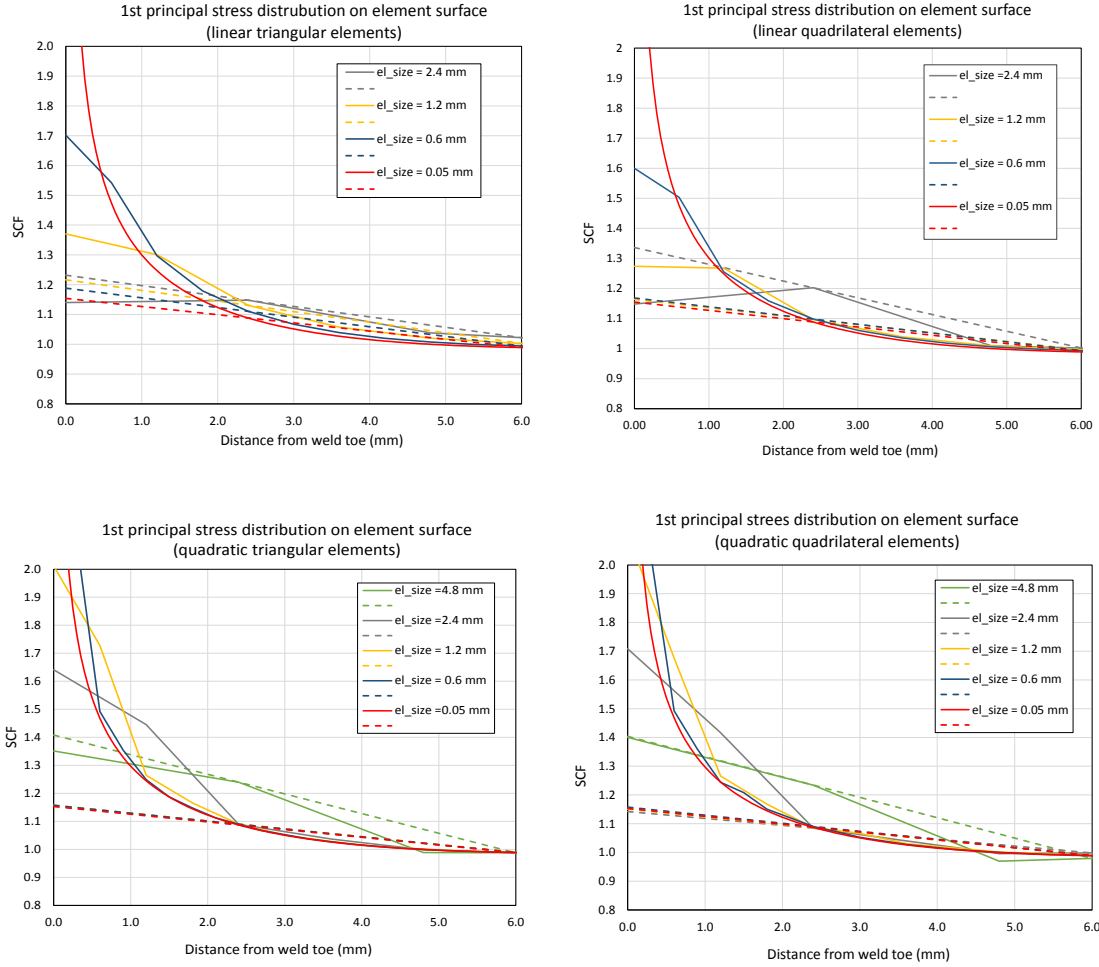 1st principal stress distrubution on element surface
(linear triangular elements)
2.0
1.9
1.8
1.7
1.6
1.5
1.4
1.3
1.2
1.1
1.0
0.9
0.8
SCF
0.0 1.0 2.0 3.0 4.0 5.0 6.0
Distance from weld toe (mm)
el_size = 2.4 mm
el_size = 1.2 mm
el_size = 0.6 mm
el_size = 0.05 mm
1st principal stress distribution on element surface
(linear quadrilateral elements)
2
1.9
1.8
1.7
1.6
1.5
1.4
1.3
1.2
1.1
1
0.9
0.8
SCF
0.00 1.00 2.00 3.00 4.00 5.00 6.00
Distance from weld toe (mm)
el_size =2.4 mm
el_size = 1.2 mm
el_size = 0.6 mm
el_size = 0.05 mm
1st principal stress distribution on element surface
(quadratic triangular elements)
2.0
1.9
1.8
1.7
1.6
1.5
1.4
1.3
1.2
1.1
1.0
0.9
0.8
SCF
0.0 1.0 2.0 3.0 4.0 5.0 6.0
Distance from weld toe (mm)
el_size =4.8 mm
el_size =2.4 mm
el_size = 1.2 mm
el_size = 0.6 mm
el_size =0.05 mm
1st principal strees distribution on element surface
(quadratic quadrilateral elements)
2.0
1.9
1.8
1.7
1.6
1.5
1.4
1.3
1.2
1.1
1.0
0.9
0.8
SCF
0.0 1.0 2.0 3.0 4.0 5.0 6.0
Distance from weld toe (mm)
el_size =4.8 mm
el_size =2.4 mm
el_size = 1.2 mm
el_size = 0.6 mm
el_size = 0.05 mm